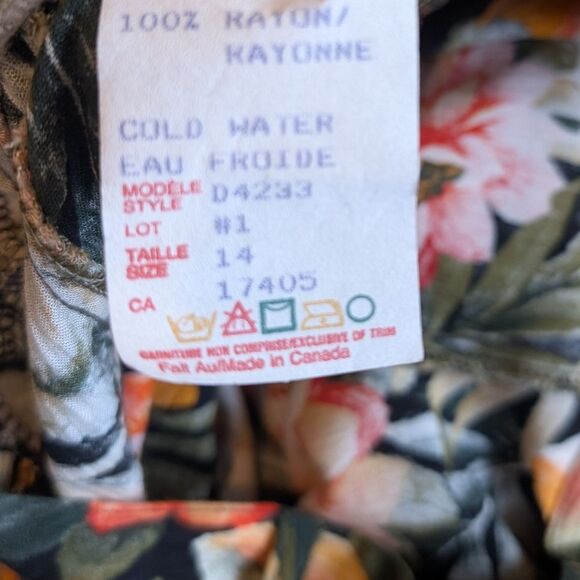 100% RAYON/
RAYONNE
COLD WATER
EAU FROIDE
MODÈLE
STYLE D4233
LOT #1
TAILLE
SIZE 14
CA 17405
GARNITURE NON COMPRISE/EXCLUSIVE OF TRIM
Fait Au/Made in Canada